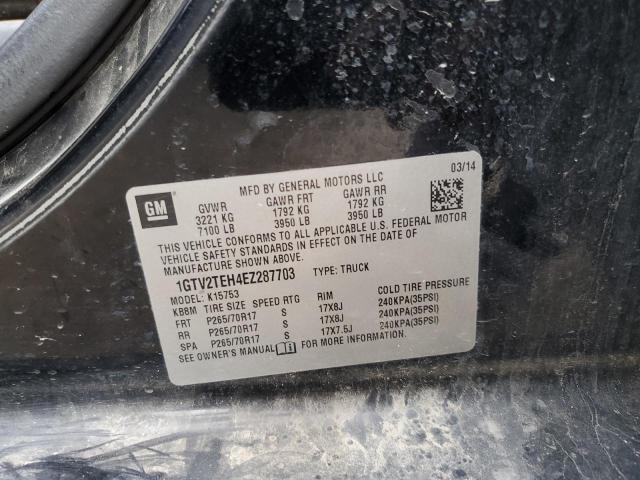 MFD BY GENERAL MOTORS LLC 03/14
GM GVWR GAWR FRT GAWR RR
3221 KG 1792 KG 1792 KG
7100 LB 3950 LB 3950 LB
THIS VEHICLE CONFORMS TO ALL APPLICABLE U.S. FEDERAL MOTOR
VEHICLE SAFETY STANDARDS IN EFFECT ON THE DATE OF
MANUFACTURE SHOWN ABOVE.
1GTV2TEH4EZ287703 TYPE: TRUCK
MODEL: K15753
KB8M TIRE SIZE SPEED RTG RIM COLD TIRE PRESSURE
FRT P265/70R17 S 17X8J 240KPA(35PSI)
RR P265/70R17 S 17X8J 240KPA(35PSI)
SPA P265/70R17 S 17X7.5J 240KPA(35PSI)
SEE OWNER'S MANUAL